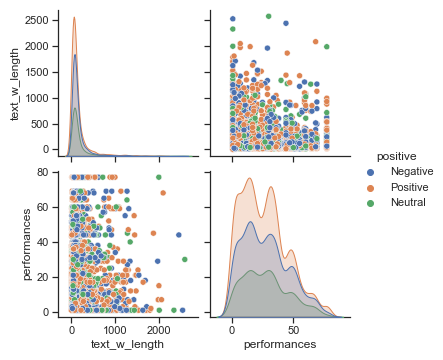 2500
2000
1500
1000
500
0
text_w_length
80
60
40
20
0
performances
0
1000
2000
text_w_length
0
50
performances
positive
Negative
Positive
Neutral